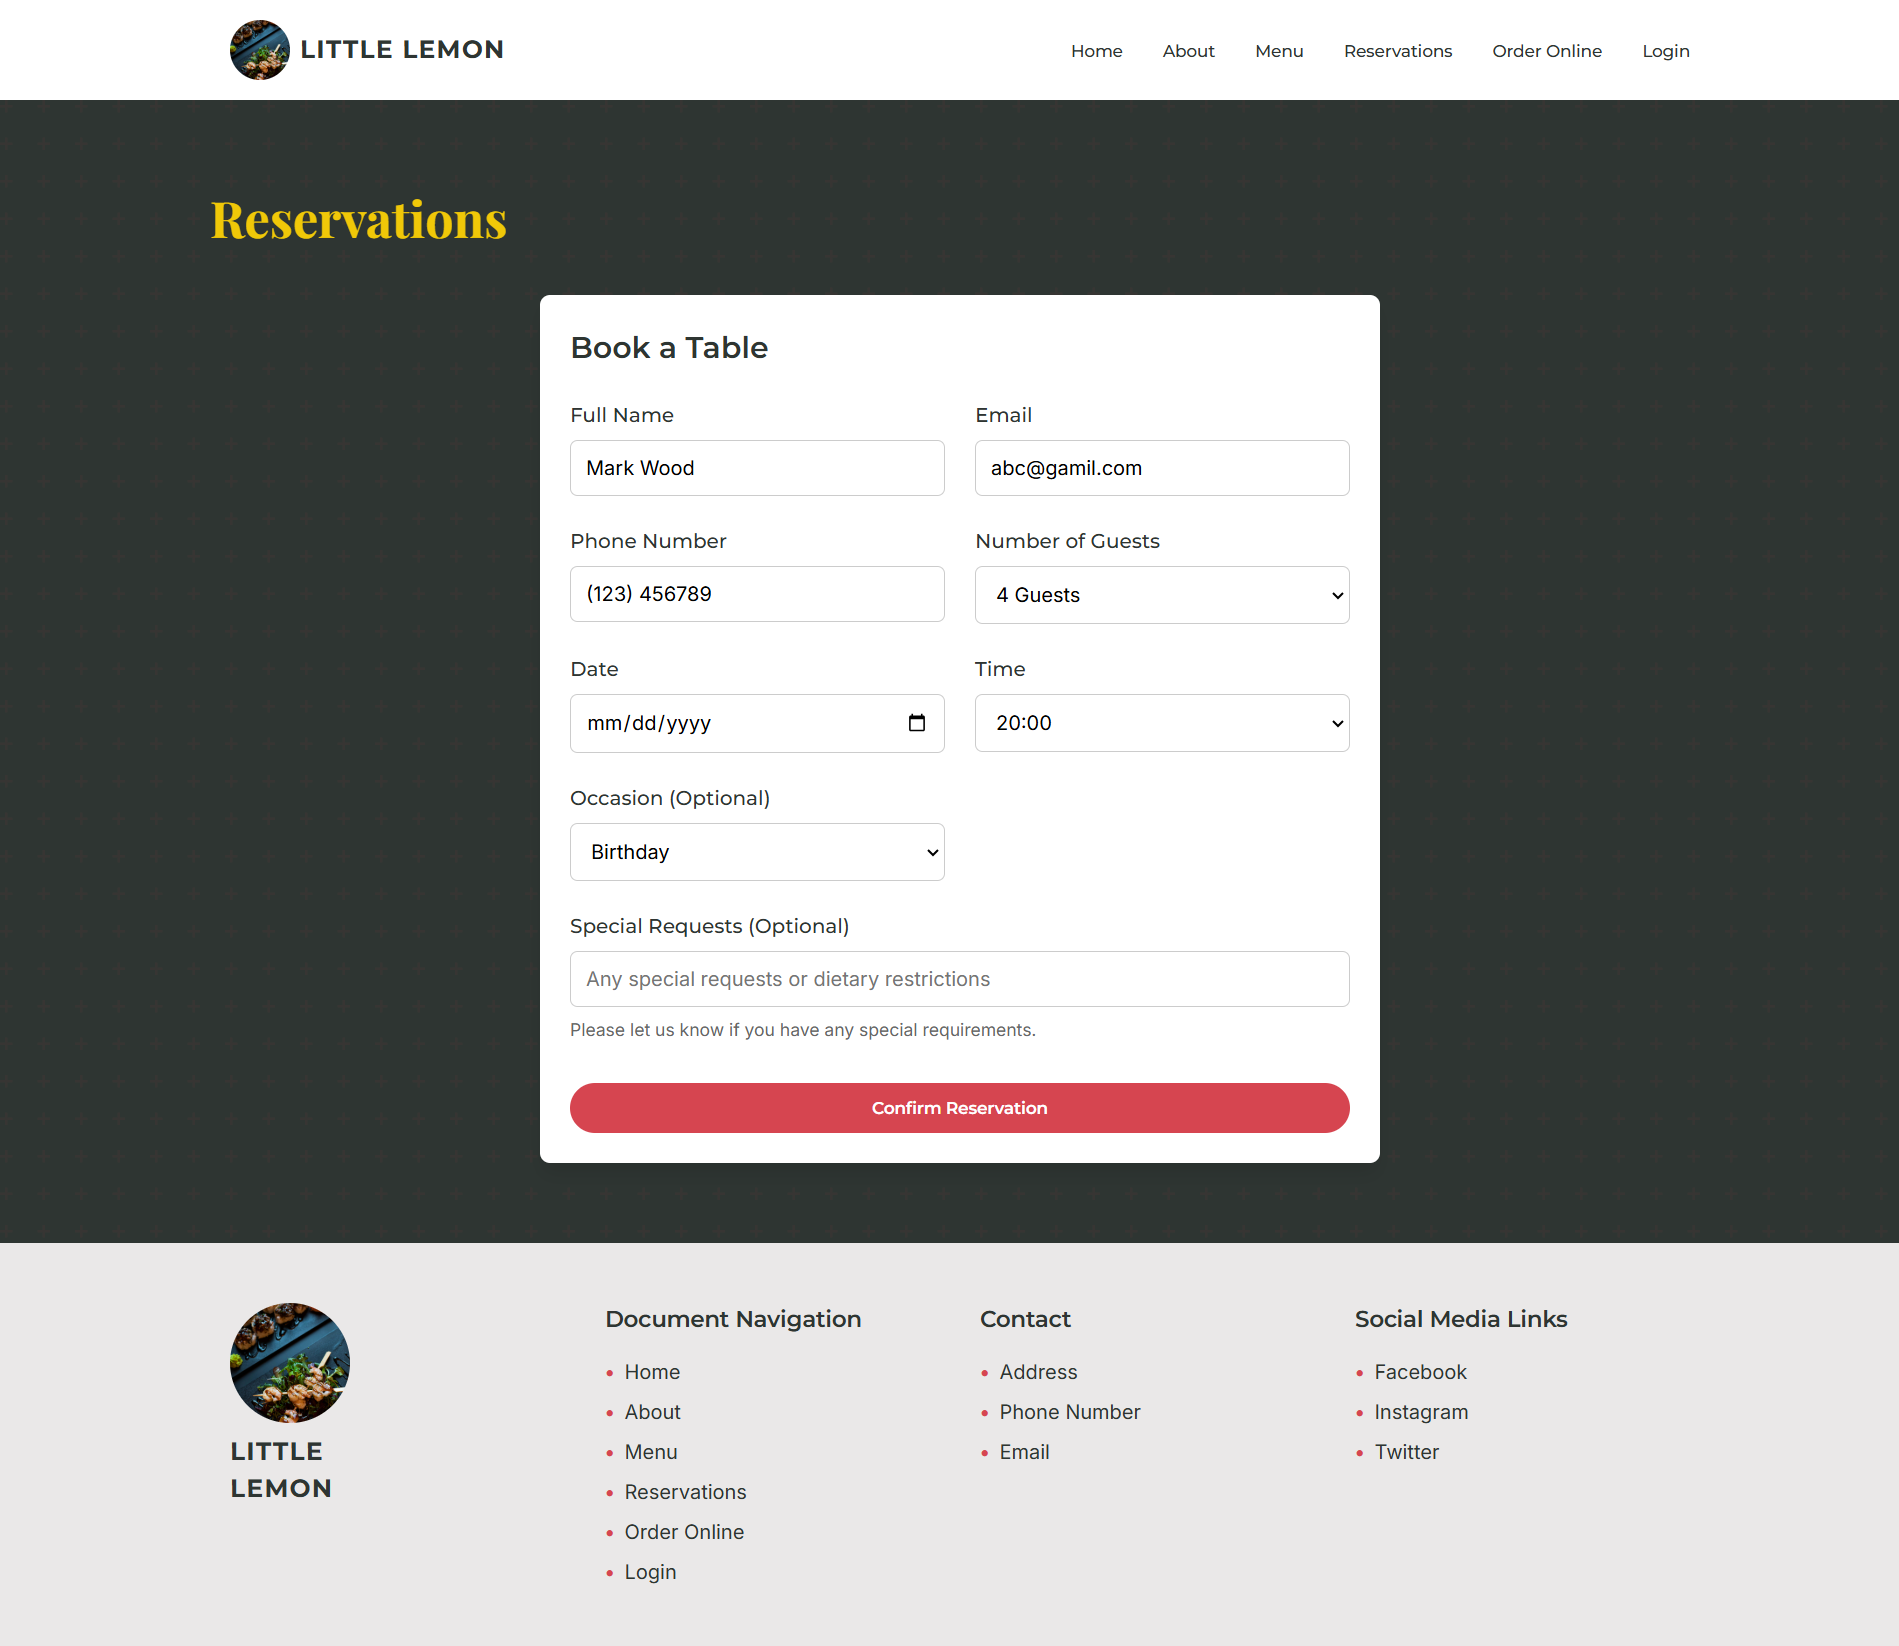 LITTLE LEMON
Home About Menu Reservations Order Online Login
Reservations
Book a Table
Full Name
Mark Wood
Email
abc@gamil.com
Phone Number
(123) 456789
Number of Guests
4 Guests
Date
mm/dd/yyyy
Time
20:00
Occasion (Optional)
Birthday
Special Requests (Optional)
Any special requests or dietary restrictions
Please let us know if you have any special requirements.
Confirm Reservation
LITTLE
LEMON
Document Navigation
Home
About
Menu
Reservations
Order Online
Login
Contact
Address
Phone Number
Email
Social Media Links
Facebook
Instagram
Twitter